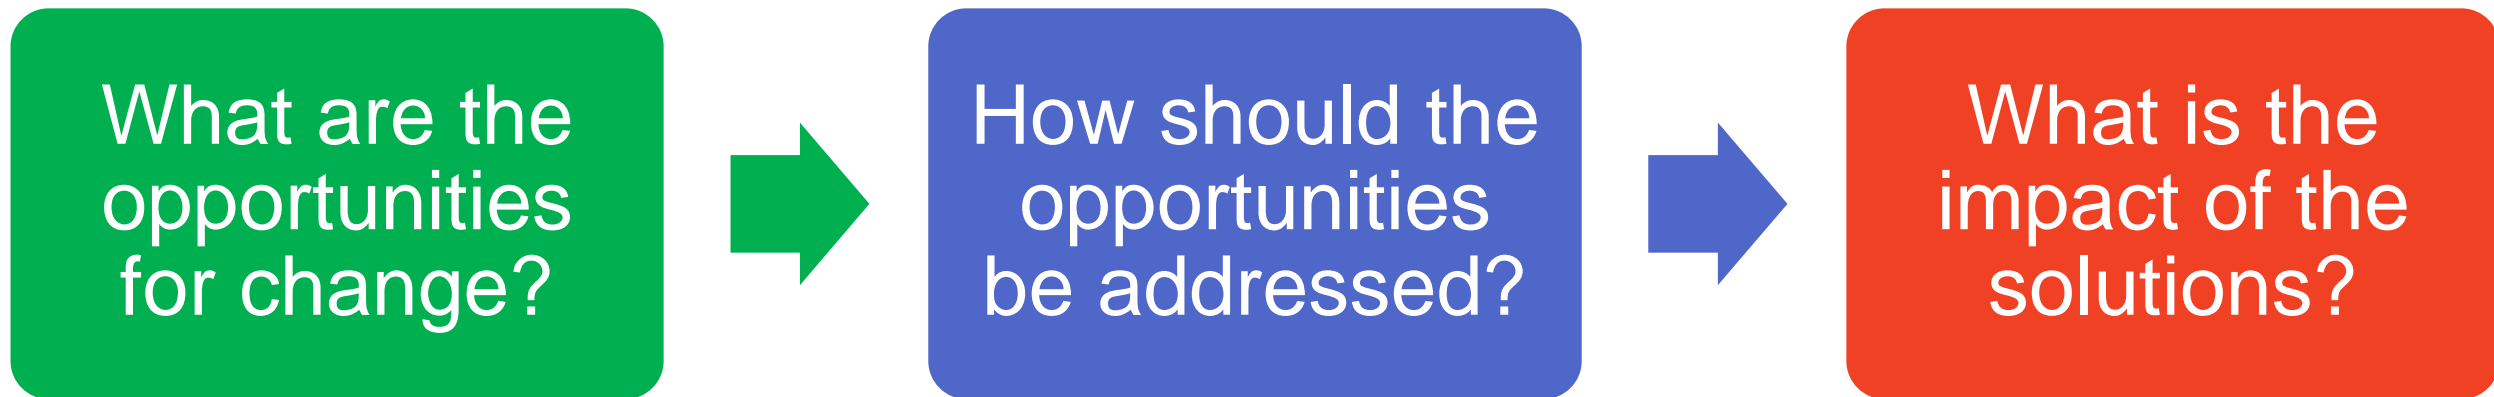 What are the
opportunities
for change?
How should the
opportunities
be addressed?
What is the
impact of the
solutions?